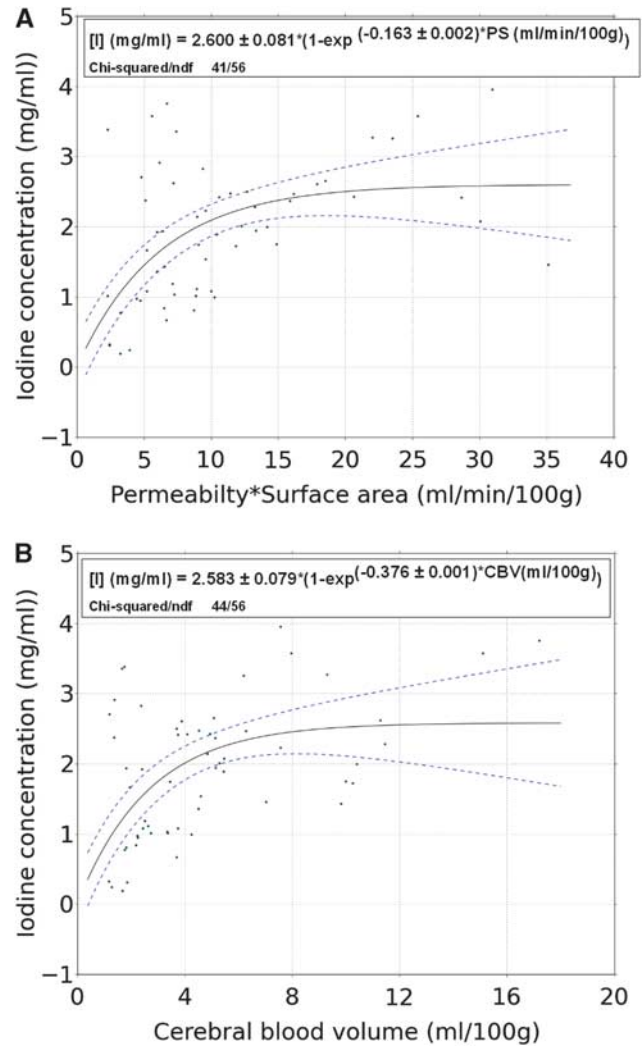 A
[I] (mg/ml) = 2.600 ± 0.081*(1-exp(-0.163 ± 0.002)*PS (ml/min/100g))
Chi-squared/ndf 41/56
Iodine concentration (mg/ml))
5
4
3
2
1
0
−1
0 5 10 15 20 25 30 35 40
Permeabilty*Surface area (ml/min/100g)
B
[I] (mg/ml) = 2.583 ± 0.079*(1-exp(-0.376 ± 0.001)*CBV(ml/100g))
Chi-squared/ndf 44/56
Iodine concentration (mg/ml))
5
4
3
2
1
0
−1
0 4 8 12 16 20
Cerebral blood volume (ml/100g)